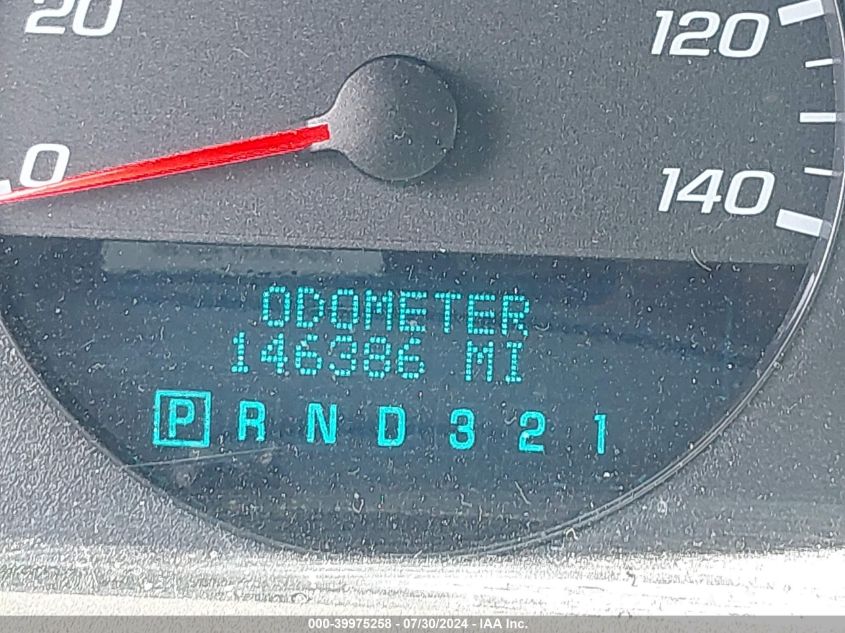 20
120
0
140
ODOMETER
146386 MI
P R N D 3 2 1
000-39975258 - 07/30/2024 - IAA Inc.